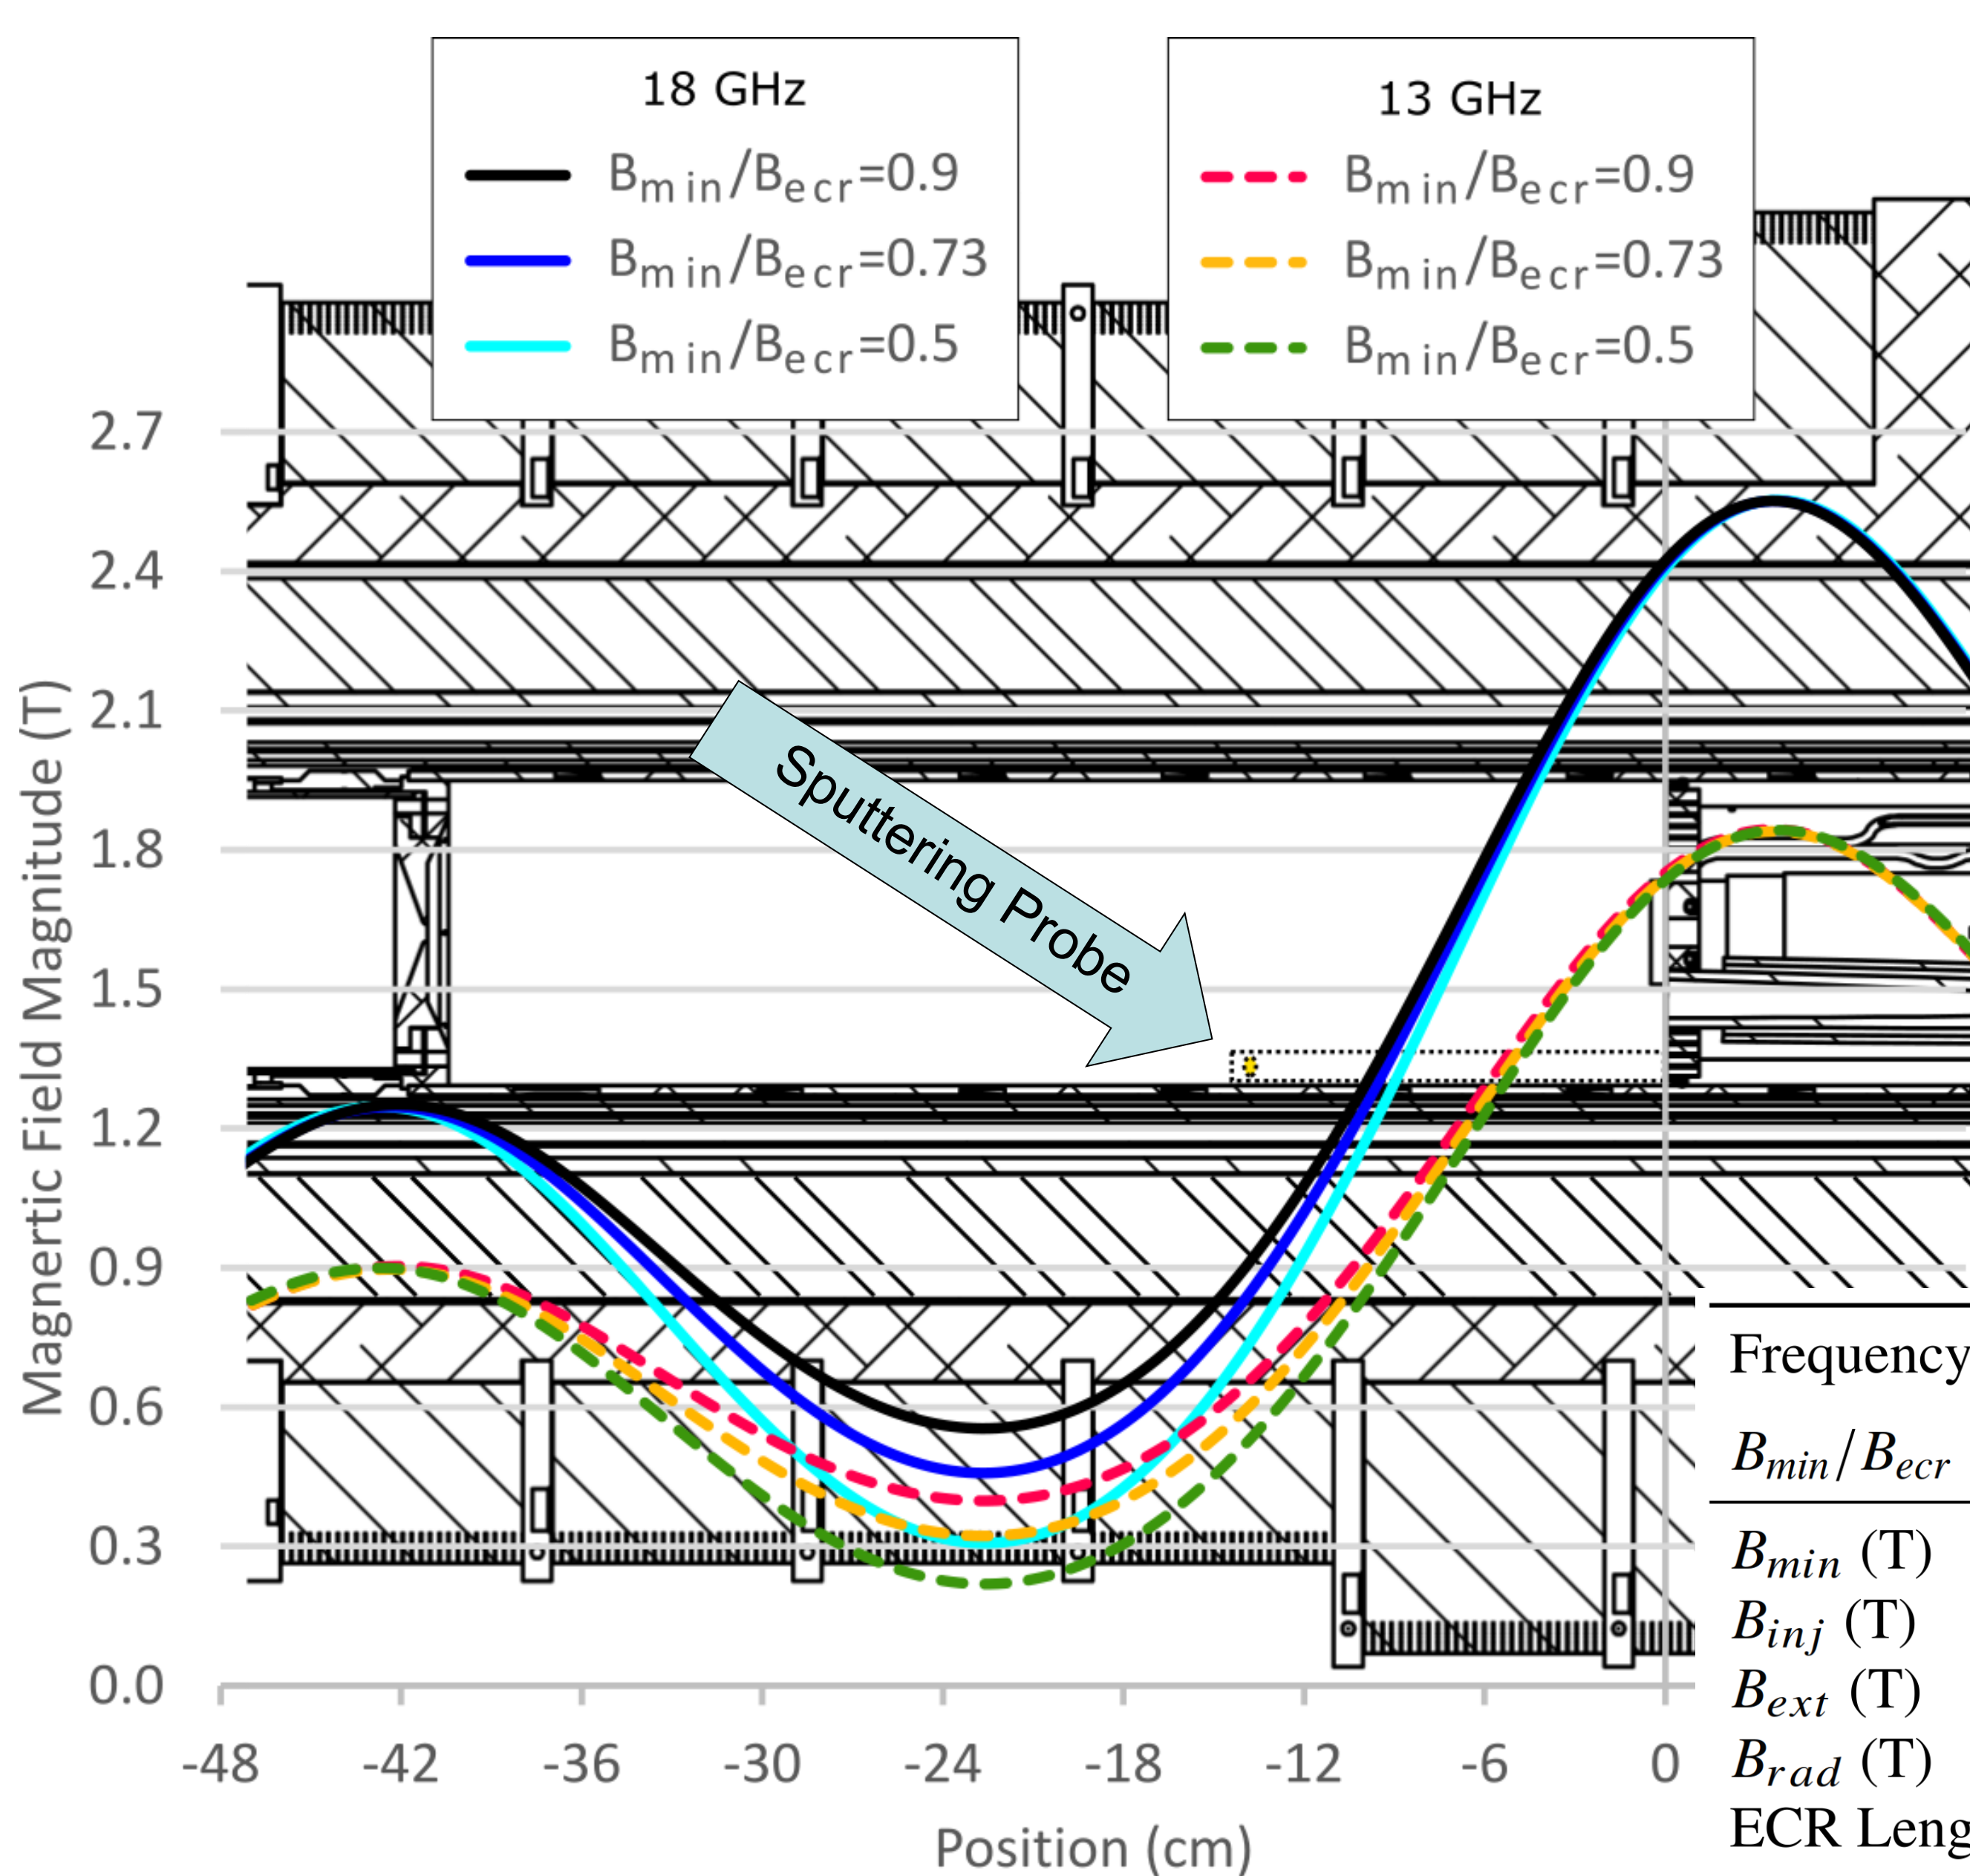 18 GHz
Bmin/Becr=0.9
Bmin/Becr=0.73
Bmin/Becr=0.5
13 GHz
Bmin/Becr=0.9
Bmin/Becr=0.73
Bmin/Becr=0.5
2.7
2.4
2.1
1.8
1.5
1.2
0.9
0.6
0.3
0.0
Magnertic Field Magnitude (T)
Sputtering Probe
-48 -42 -36 -30 -24 -18 -12 -6 0
Position (cm)
Frequency
Bmin/Becr
Bmin (T)
Binj (T)
Bext (T)
Brad (T)
ECR Leng